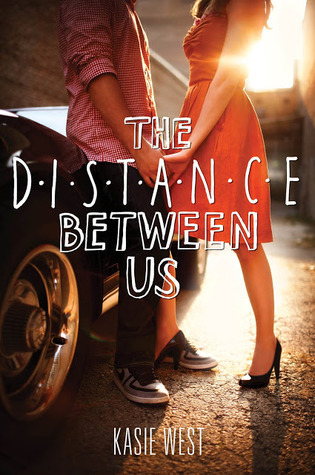 THE
D·I·S·T·A·N·C·E
BETWEEN
US
KASIE WEST